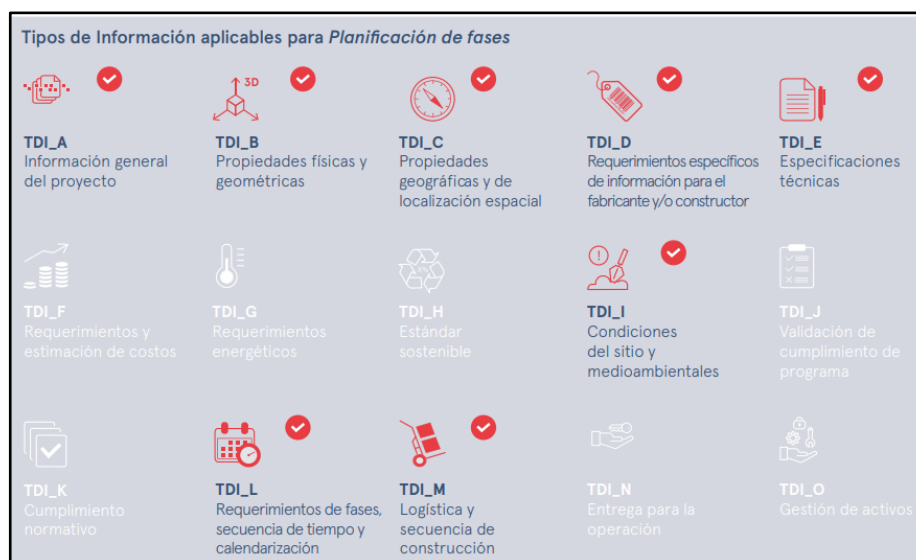 Tipos de Información aplicables para Planificación de fases
3D
TDI_A
Información general
del proyecto
TDI_B
Propiedades físicas y
geométricas
TDI_C
Propiedades
geográficas y de
localización espacial
TDI_D
Requerimientos específicos
de información para el
fabricante y/o constructor
TDI_E
Especificaciones
técnicas
TDI_F
Requerimientos y
estimación de costos
TDI_G
Requerimientos
energéticos
TDI_H
Estándar
sostenible
TDI_I
Condiciones
del sitio y
medioambientales
TDI_J
Validación de
cumplimiento de
programa
TDI_K
Cumplimiento
normativo
TDI_L
Requerimientos de fases,
secuencia de tiempo y
calendarización
TDI_M
Logística y
secuencia de
construcción
TDI_N
Entrega para la
operación
TDI_O
Gestión de activos